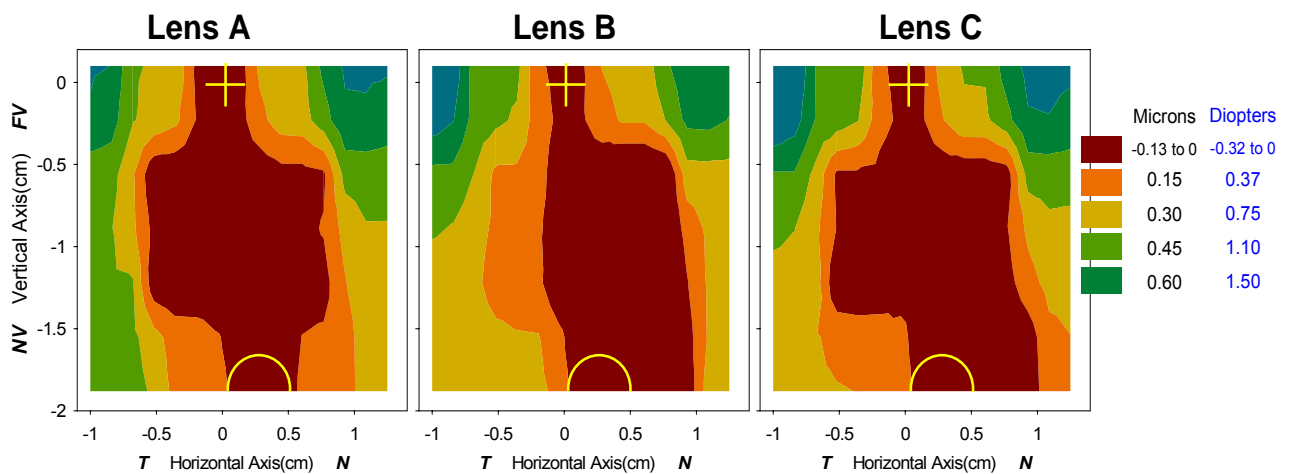 Lens A Lens B Lens C
0
-0.5
-1
-1.5
-2
NV Vertical Axis(cm) FV
-1 -0.5 0 0.5 1
T Horizontal Axis(cm) N
-1 -0.5 0 0.5 1
T Horizontal Axis(cm) N
-1 -0.5 0 0.5 1
T Horizontal Axis(cm) N
Microns Diopters
-0.13 to 0 -0.32 to 0
0.15 0.37
0.30 0.75
0.45 1.10
0.60 1.50